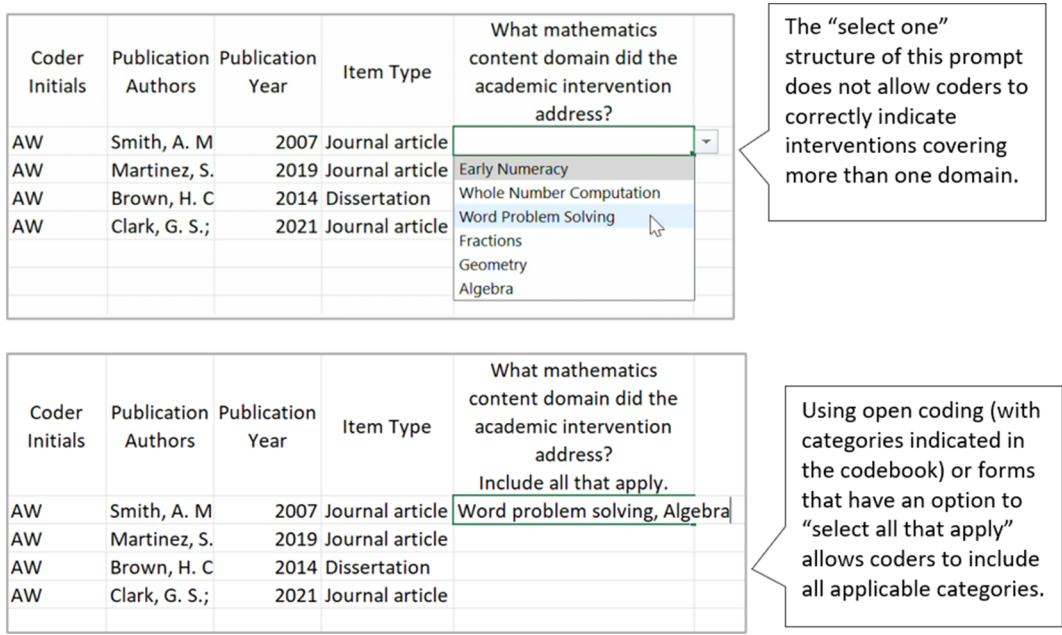 What mathematics
Coder Publication Publication content domain did the
Initials Authors Year Item Type academic intervention
address?
AW Smith, A. M 2007 Journal article
AW Martinez, S. 2019 Journal article Early Numeracy
AW Brown, H. C 2014 Dissertation Whole Number Computation
AW Clark, G. S.; 2021 Journal article Word Problem Solving
Fractions
Geometry
Algebra
The “select one”
structure of this prompt
does not allow coders to
correctly indicate
interventions covering
more than one domain.
What mathematics
content domain did the
Coder Publication Publication Item Type academic intervention
Initials Authors Year address?
Include all that apply.
AW Smith, A. M 2007 Journal article Word problem solving, Algebra
AW Martinez, S. 2019 Journal article
AW Brown, H. C 2014 Dissertation
AW Clark, G. S.; 2021 Journal article
Using open coding (with
categories indicated in
the codebook) or forms
that have an option to
“select all that apply”
allows coders to include
all applicable categories.